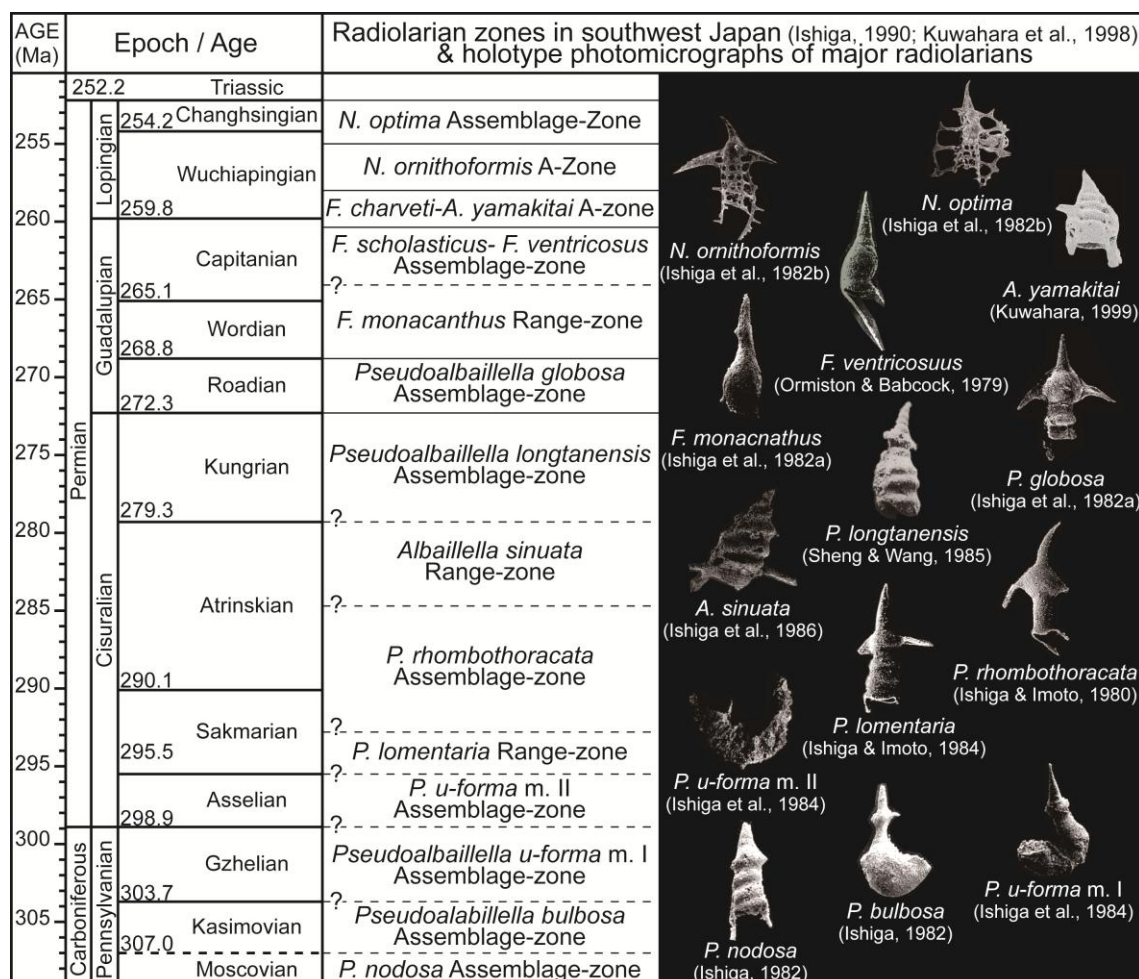 AGE
(Ma)
Epoch / Age
Radiolarian zones in southwest Japan (Ishiga, 1990; Kuwahara et al., 1998)
& holotype photomicrographs of major radiolarians
252.2 Triassic
Permian
Lopingian
254.2 Changhsingian
N. optima Assemblage-Zone
255
Wuchiapingian
N. ornithoformis A-Zone
259.8
F. charveti-A. yamakitai A-zone
260
Guadalupian
Capitanian
F. scholasticus- F. ventricosus
Assemblage-zone
265.1
?
265
Wordian
F. monacanthus Range-zone
268.8
270
Roadian
Pseudoalbaillella globosa
Assemblage-zone
272.3
Cisuralian
275
Kungrian
Pseudoalbaillella longtanensis
Assemblage-zone
279.3
?
280
Atrinskian
Albaillella sinuata
Range-zone
?
285
P. rhombothoracata
Assemblage-zone
290.1
290
Sakmarian
?
P. lomentaria Range-zone
295.5
?
295
Asselian
P. u-forma m. II
Assemblage-zone
298.9
?
Carboniferous
Pennsylvanian
300
Gzhelian
Pseudoalbaillella u-forma m. I
Assemblage-zone
303.7
?
305
Kasimovian
Pseudoalabillella bulbosa
Assemblage-zone
307.0
Moscovian
P. nodosa Assemblage-zone
N. optima
(Ishiga et al., 1982b)
N. ornithoformis
(Ishiga et al., 1982b)
A. yamakitai
(Kuwahara, 1999)
F. ventricosuus
(Ormiston & Babcock, 1979)
F. monacnathus
(Ishiga et al., 1982a)
P. globosa
(Ishiga et al., 1982a)
P. longtanensis
(Sheng & Wang, 1985)
A. sinuata
(Ishiga et al., 1986)
P. rhombothoracata
(Ishiga & Imoto, 1980)
P. lomentaria
(Ishiga & Imoto, 1984)
P. u-forma m. II
(Ishiga et al., 1984)
P. u-forma m. I
(Ishiga et al., 1984)
P. bulbosa
(Ishiga, 1982)
P. nodosa
(Ishiga, 1982)